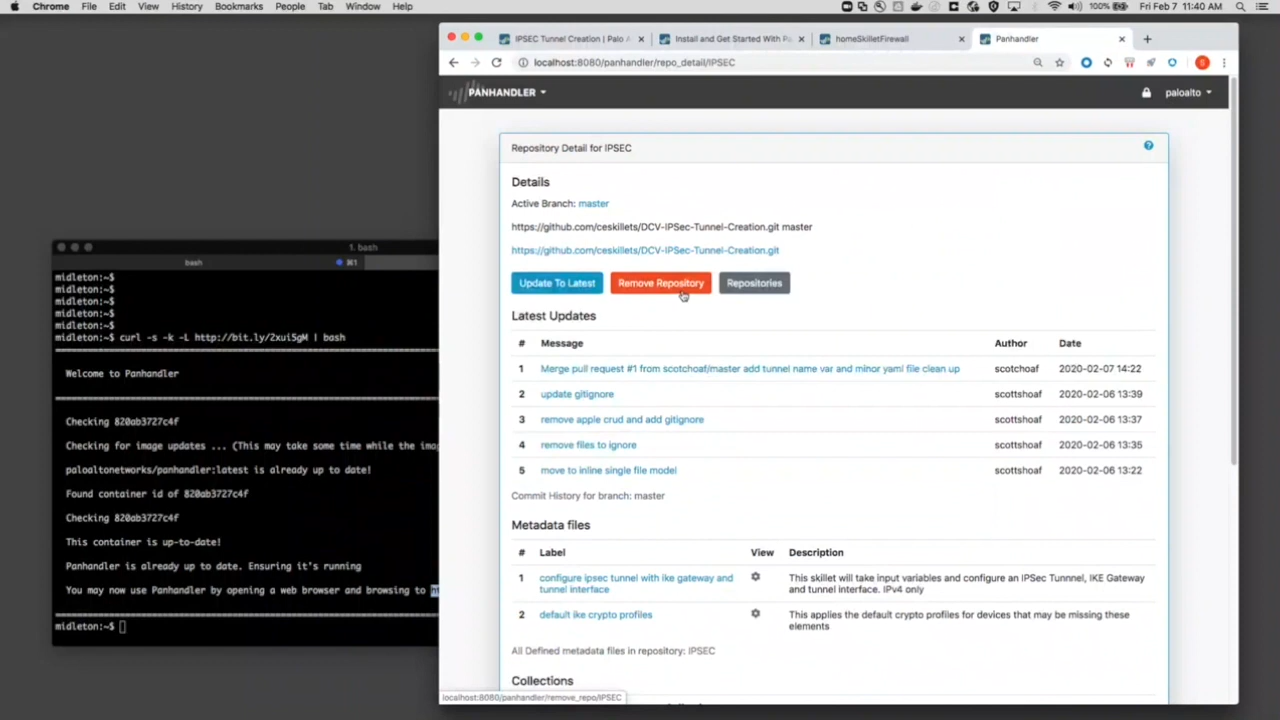 Chrome File Edit View History Bookmarks People Tab Window Help
100% Fri Feb 7 11:40 AM
IPSEC Tunnel Creation | Palo A
Install and Get Started With Pa
homeSkilletFirewall
Panhandler
localhost:8080/panhandler/repo_detail/IPSEC
S
PANHANDLER
paloalto
Repository Detail for IPSEC
Details
Active Branch: master
https://github.com/ceskillets/DCV-IPSec-Tunnel-Creation.git master
https://github.com/ceskillets/DCV-IPSec-Tunnel-Creation.git
Update To Latest
Remove Repository
Repositories
Latest Updates
# Message Author Date
1 Merge pull request #1 from scotchoaf/master add tunnel name var and minor yaml file clean up scotchoaf 2020-02-07 14:22
2 update gitignore scottshoaf 2020-02-06 13:39
3 remove apple crud and add gitignore scottshoaf 2020-02-06 13:37
4 remove files to ignore scottshoaf 2020-02-06 13:35
5 move to inline single file model scottshoaf 2020-02-06 13:22
Commit History for branch: master
Metadata files
# Label View Description
1 configure ipsec tunnnel with ike gateway and tunnel interface This skillet will take input variables and configure an IPSec Tunnnel, IKE Gateway and tunnel interface. IPv4 only
2 default ike crypto profiles This applies the default crypto profiles for devices that may be missing these elements
All Defined metadata files in repository: IPSEC
Collections
localhost:8080/panhandler/remove_repo/IPSEC
1. bash
bash
⌘1
midleton:~$
midleton:~$
midleton:~$
midleton:~$
midleton:~$
midleton:~$ curl -s -k -L http://bit.ly/2xui5gM | bash
Welcome to Panhandler
Checking 820ab3727c4f
Checking for image updates ... (This may take some time while the imag
paloaltonetworks/panhandler:latest is already up to date!
Found container id of 820ab3727c4f
Checking 820ab3727c4f
This container is up-to-date!
Panhandler is already up to date. Ensuring it's running
You may now use Panhandler by opening a web browser and browsing to ht
midleton:~$